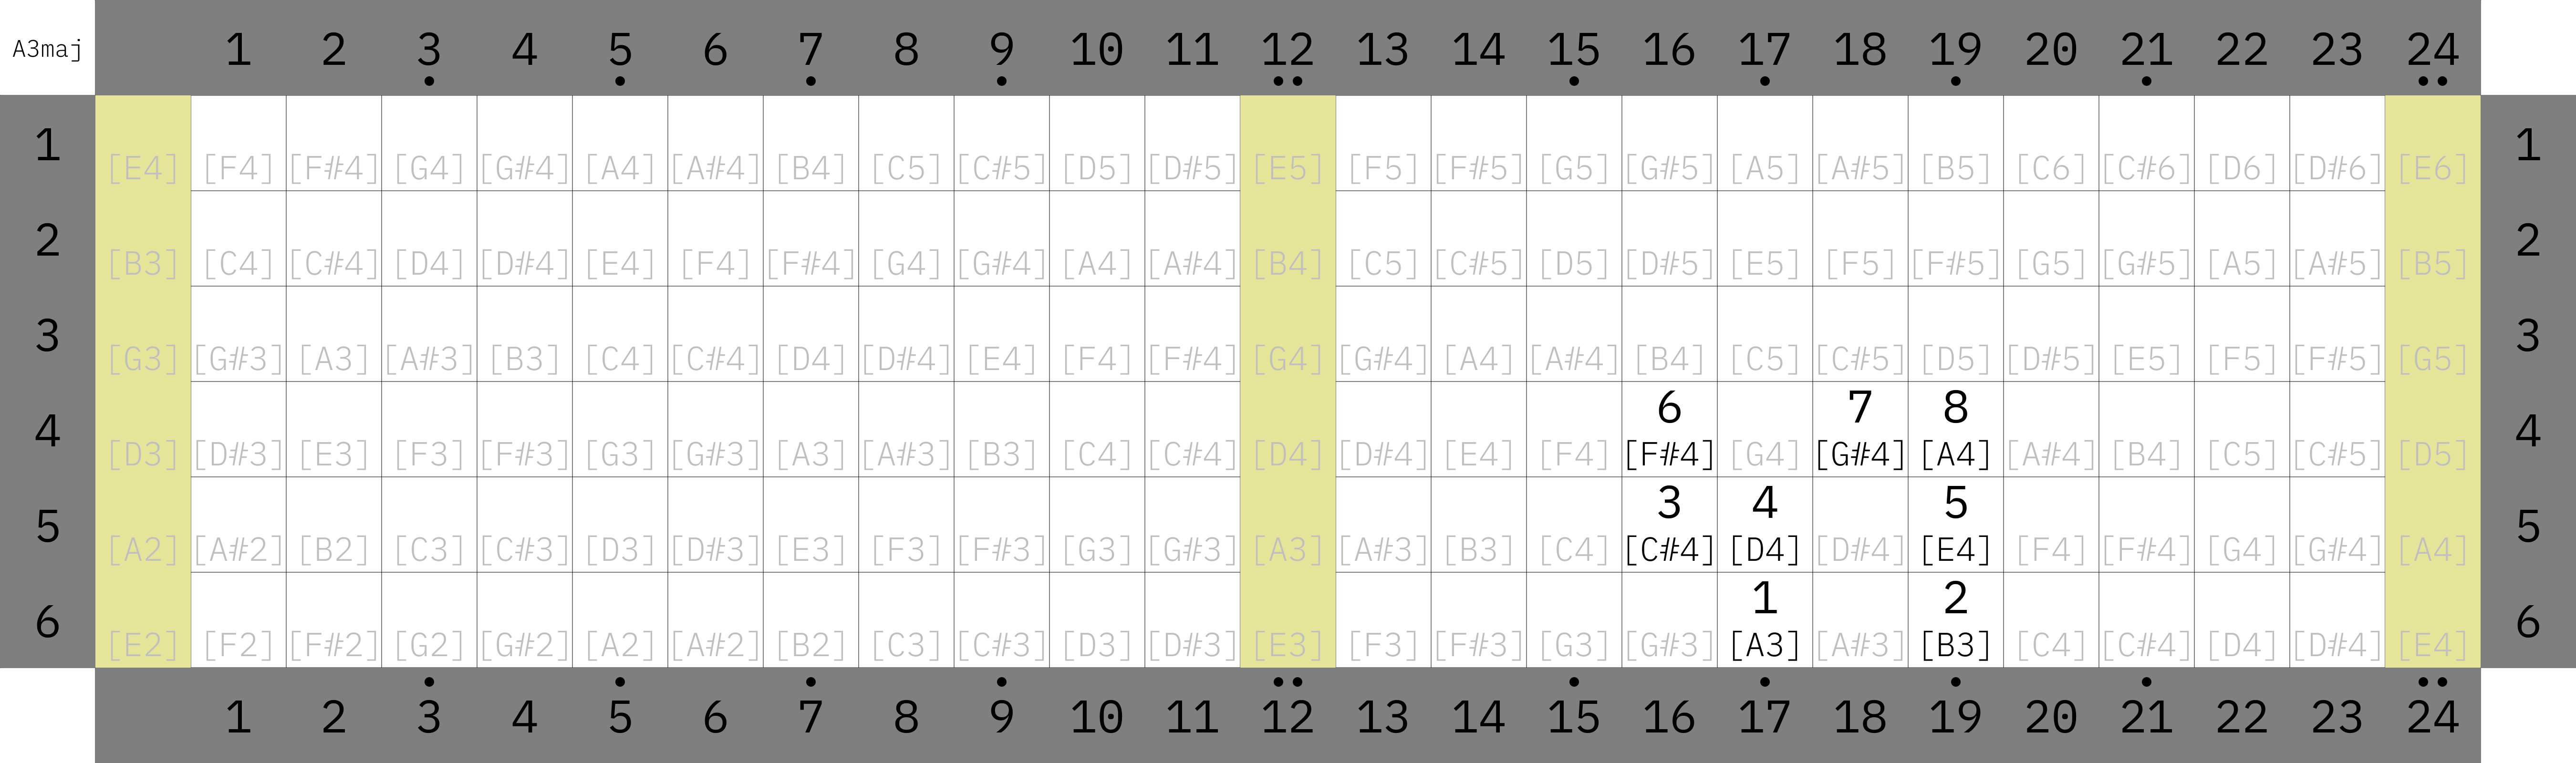 A3maj 1 2 3 4 5 6 7 8 9 10 11 12 13 14 15 16 17 18 19 20 21 22 23 24
1 [E4] [F4] [F#4] [G4] [G#4] [A4] [A#4] [B4] [C5] [C#5] [D5] [D#5] [E5] [F5] [F#5] [G5] [G#5] [A5] [A#5] [B5] [C6] [C#6] [D6] [D#6] [E6] 1
2 [B3] [C4] [C#4] [D4] [D#4] [E4] [F4] [F#4] [G4] [G#4] [A4] [A#4] [B4] [C5] [C#5] [D5] [D#5] [E5] [F5] [F#5] [G5] [G#5] [A5] [A#5] [B5] 2
3 [G3] [G#3] [A3] [A#3] [B3] [C4] [C#4] [D4] [D#4] [E4] [F4] [F#4] [G4] [G#4] [A4] [A#4] [B4] [C5] [C#5] [D5] [D#5] [E5] [F5] [F#5] [G5] 3
6 7 8
4 [D3] [D#3] [E3] [F3] [F#3] [G3] [G#3] [A3] [A#3] [B3] [C4] [C#4] [D4] [D#4] [E4] [F4] [F#4] [G4] [G#4] [A4] [A#4] [B4] [C5] [C#5] [D5] 4
3 4 5
5 [A2] [A#2] [B2] [C3] [C#3] [D3] [D#3] [E3] [F3] [F#3] [G3] [G#3] [A3] [A#3] [B3] [C4] [C#4] [D4] [D#4] [E4] [F4] [F#4] [G4] [G#4] [A4] 5
1 2
6 [E2] [F2] [F#2] [G2] [G#2] [A2] [A#2] [B2] [C3] [C#3] [D3] [D#3] [E3] [F3] [F#3] [G3] [G#3] [A3] [A#3] [B3] [C4] [C#4] [D4] [D#4] [E4] 6
1 2 3 4 5 6 7 8 9 10 11 12 13 14 15 16 17 18 19 20 21 22 23 24